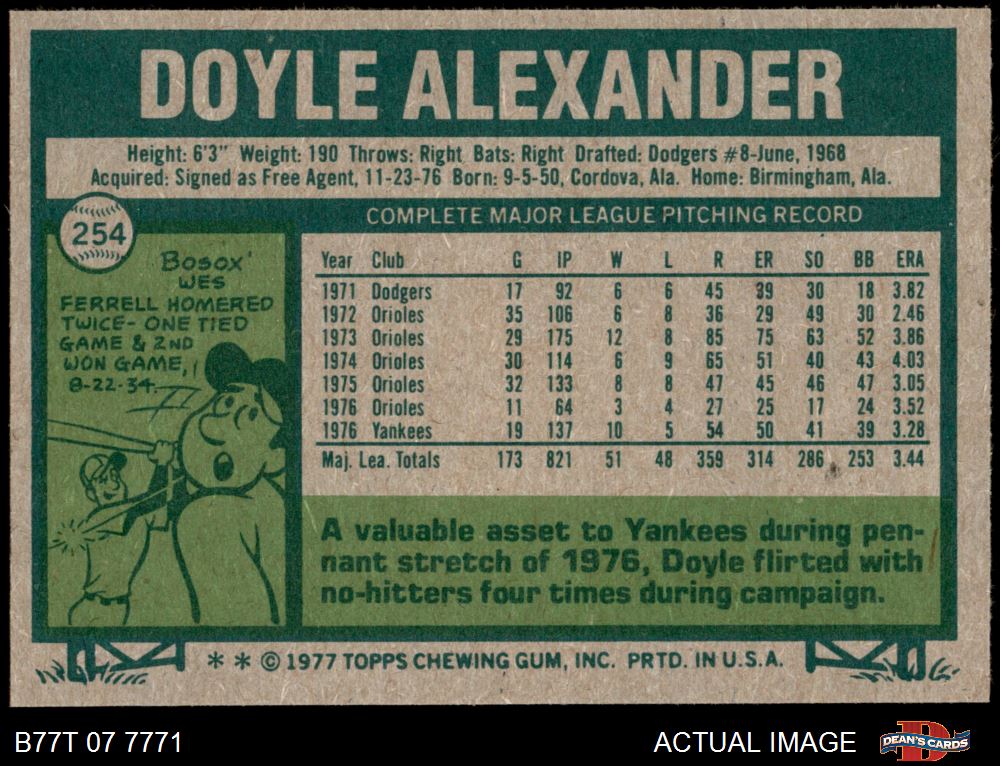 DOYLE ALEXANDER
Height: 6'3" Weight: 190 Throws: Right Bats: Right Drafted: Dodgers #8-June, 1968
Acquired: Signed as Free Agent, 11-23-76 Born: 9-5-50, Cordova, Ala. Home: Birmingham, Ala.
254
BOSOX'
WES
FERRELL HOMERED
TWICE- ONE TIED
GAME & 2ND
WON GAME,
8-22-34.
COMPLETE MAJOR LEAGUE PITCHING RECORD
Year Club G IP W L R ER SO BB ERA
1971 Dodgers 17 92 6 6 45 39 30 18 3.82
1972 Orioles 35 106 6 8 36 29 49 30 2.46
1973 Orioles 29 175 12 8 85 75 63 52 3.86
1974 Orioles 30 114 6 9 65 51 40 43 4.03
1975 Orioles 32 133 8 8 47 45 46 47 3.05
1976 Orioles 11 64 3 4 27 25 17 24 3.52
1976 Yankees 19 137 10 5 54 50 41 39 3.28
Maj. Lea. Totals 173 821 51 48 359 314 286 253 3.44
A valuable asset to Yankees during pen-
nant stretch of 1976, Doyle flirted with
no-hitters four times during campaign.
* * © 1977 TOPPS CHEWING GUM, INC. PRTD. IN U.S.A.
B77T 07 7771
ACTUAL IMAGE
D
DEAN'S CARDS